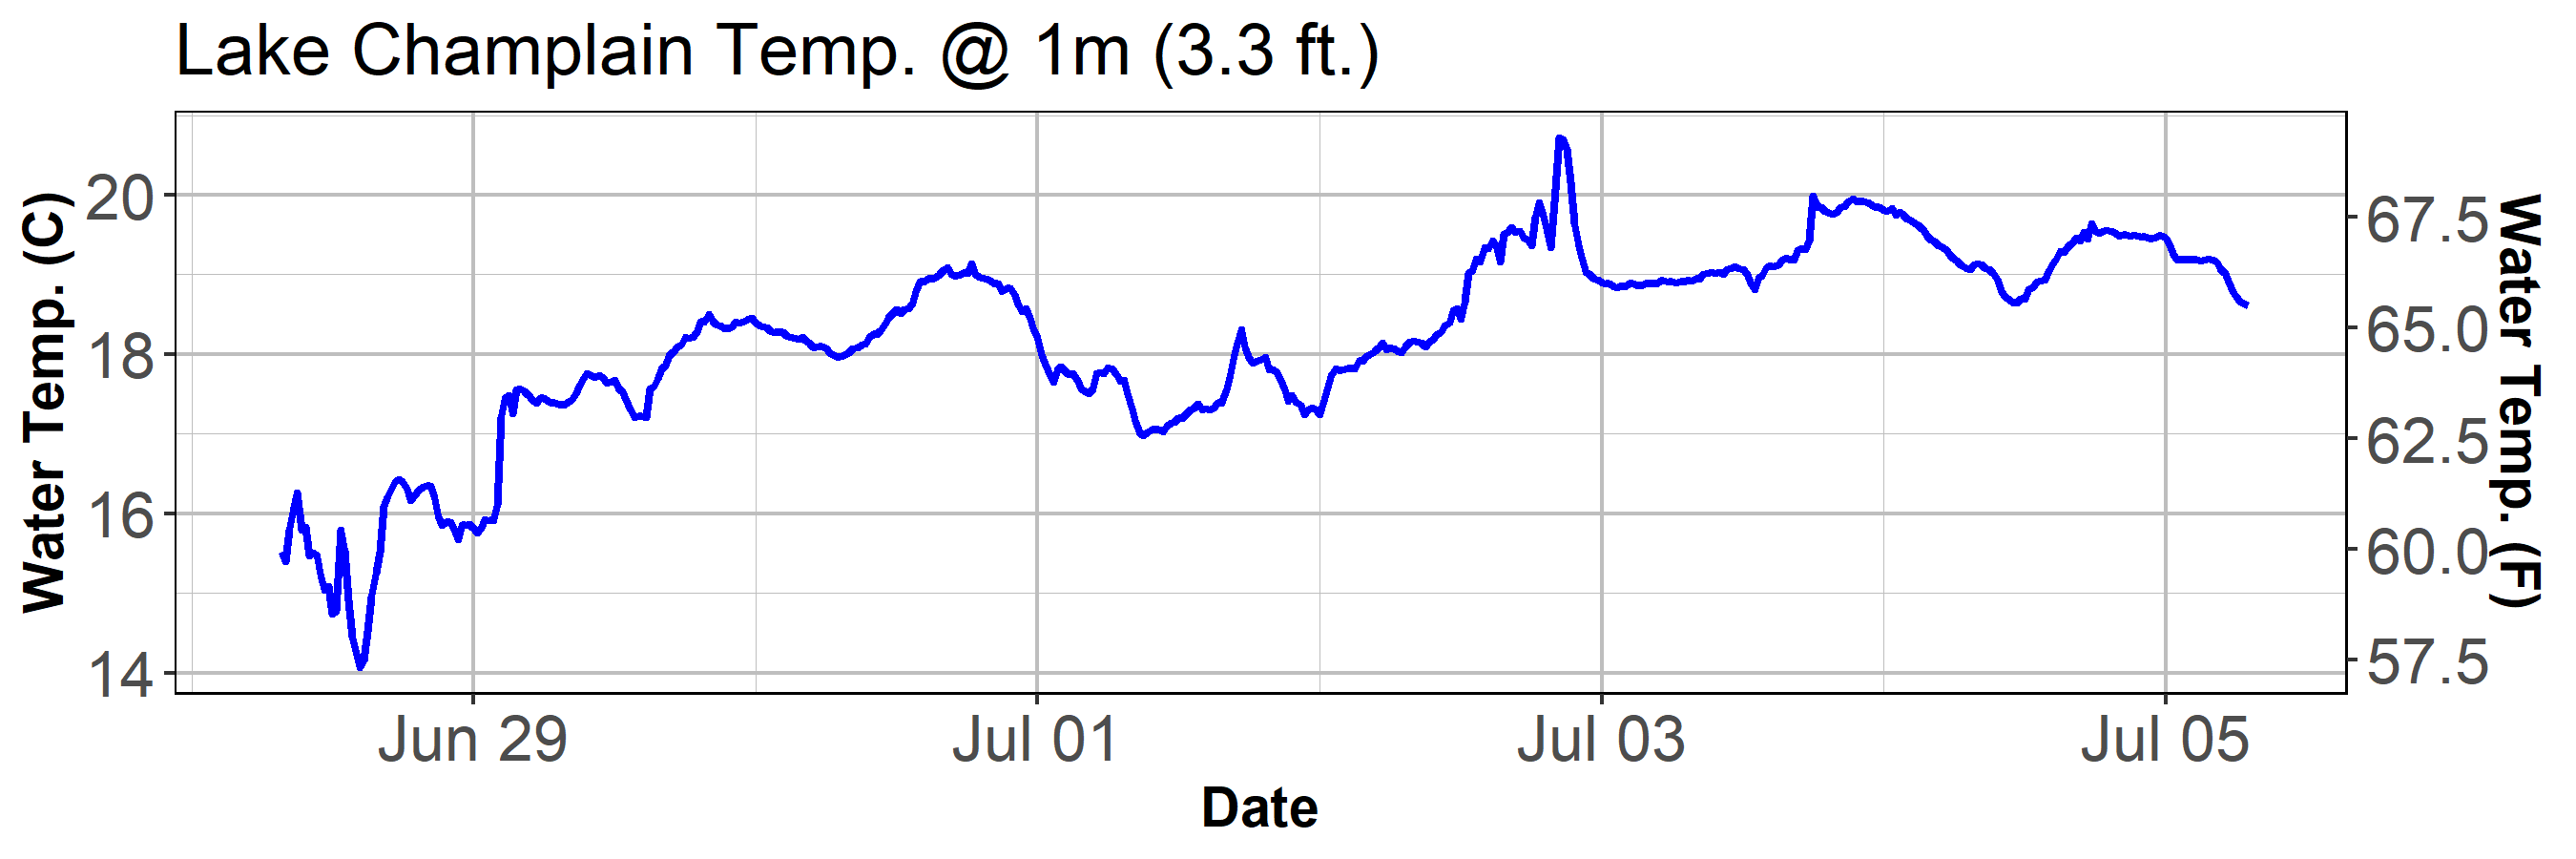 Lake Champlain Temp. @ 1m (3.3 ft.)
Water Temp. (C)
20
18
16
14
67.5
65.0
62.5
60.0
57.5
Water Temp. (F)
Jun 29
Jul 01
Jul 03
Jul 05
Date